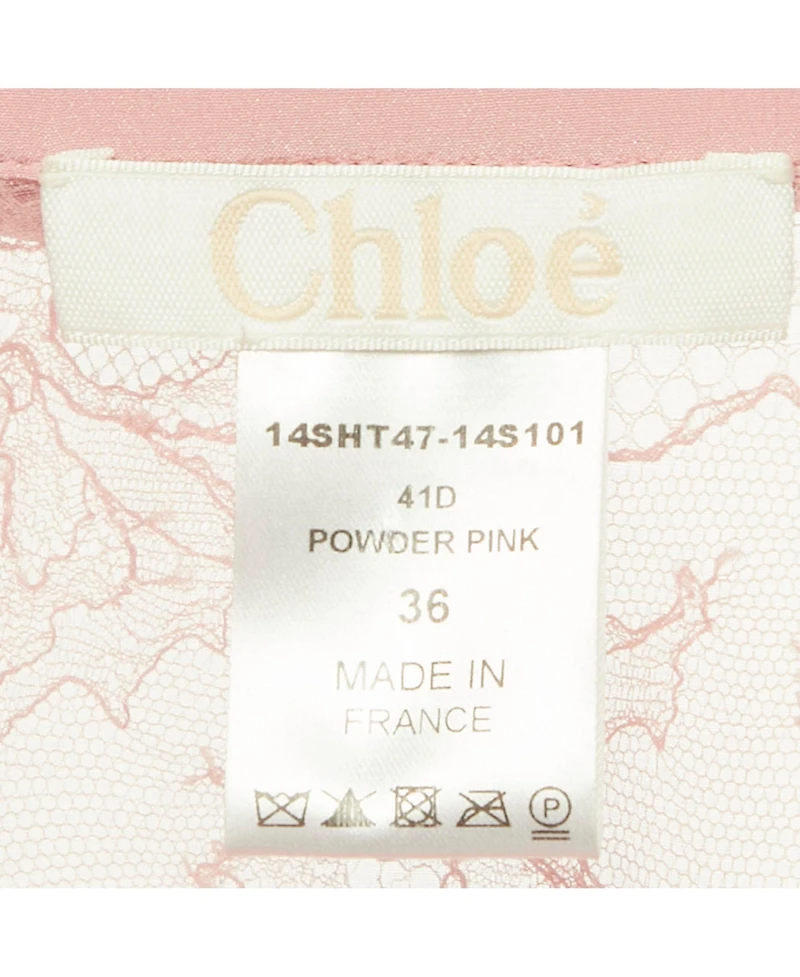 Chloé
14SHT47-14S101
41D
POWDER PINK
36
MADE IN
FRANCE
P